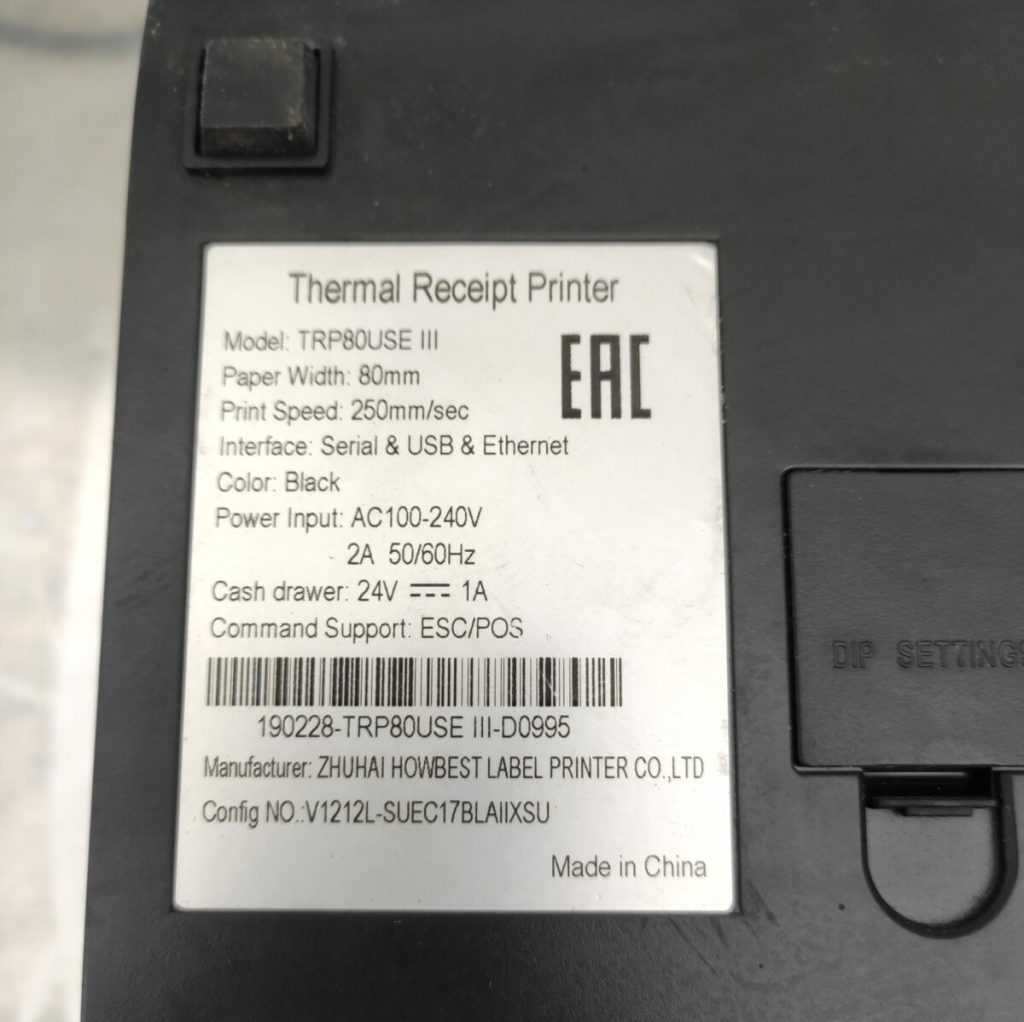 Thermal Receipt Printer
Model: TRP80USE III
EAC
Paper Width: 80mm
Print Speed: 250mm/sec
Interface: Serial & USB & Ethernet
Color: Black
Power Input: AC100-240V
2A 50/60Hz
Cash drawer: 24V ⎓ 1A
Command Support: ESC/POS
190228-TRP80USE III-D0995
Manufacturer: ZHUHAI HOWBEST LABEL PRINTER CO.,LTD
Config NO.:V1212L-SUEC17BLAIIXSU
Made in China
DIP SETTINGS